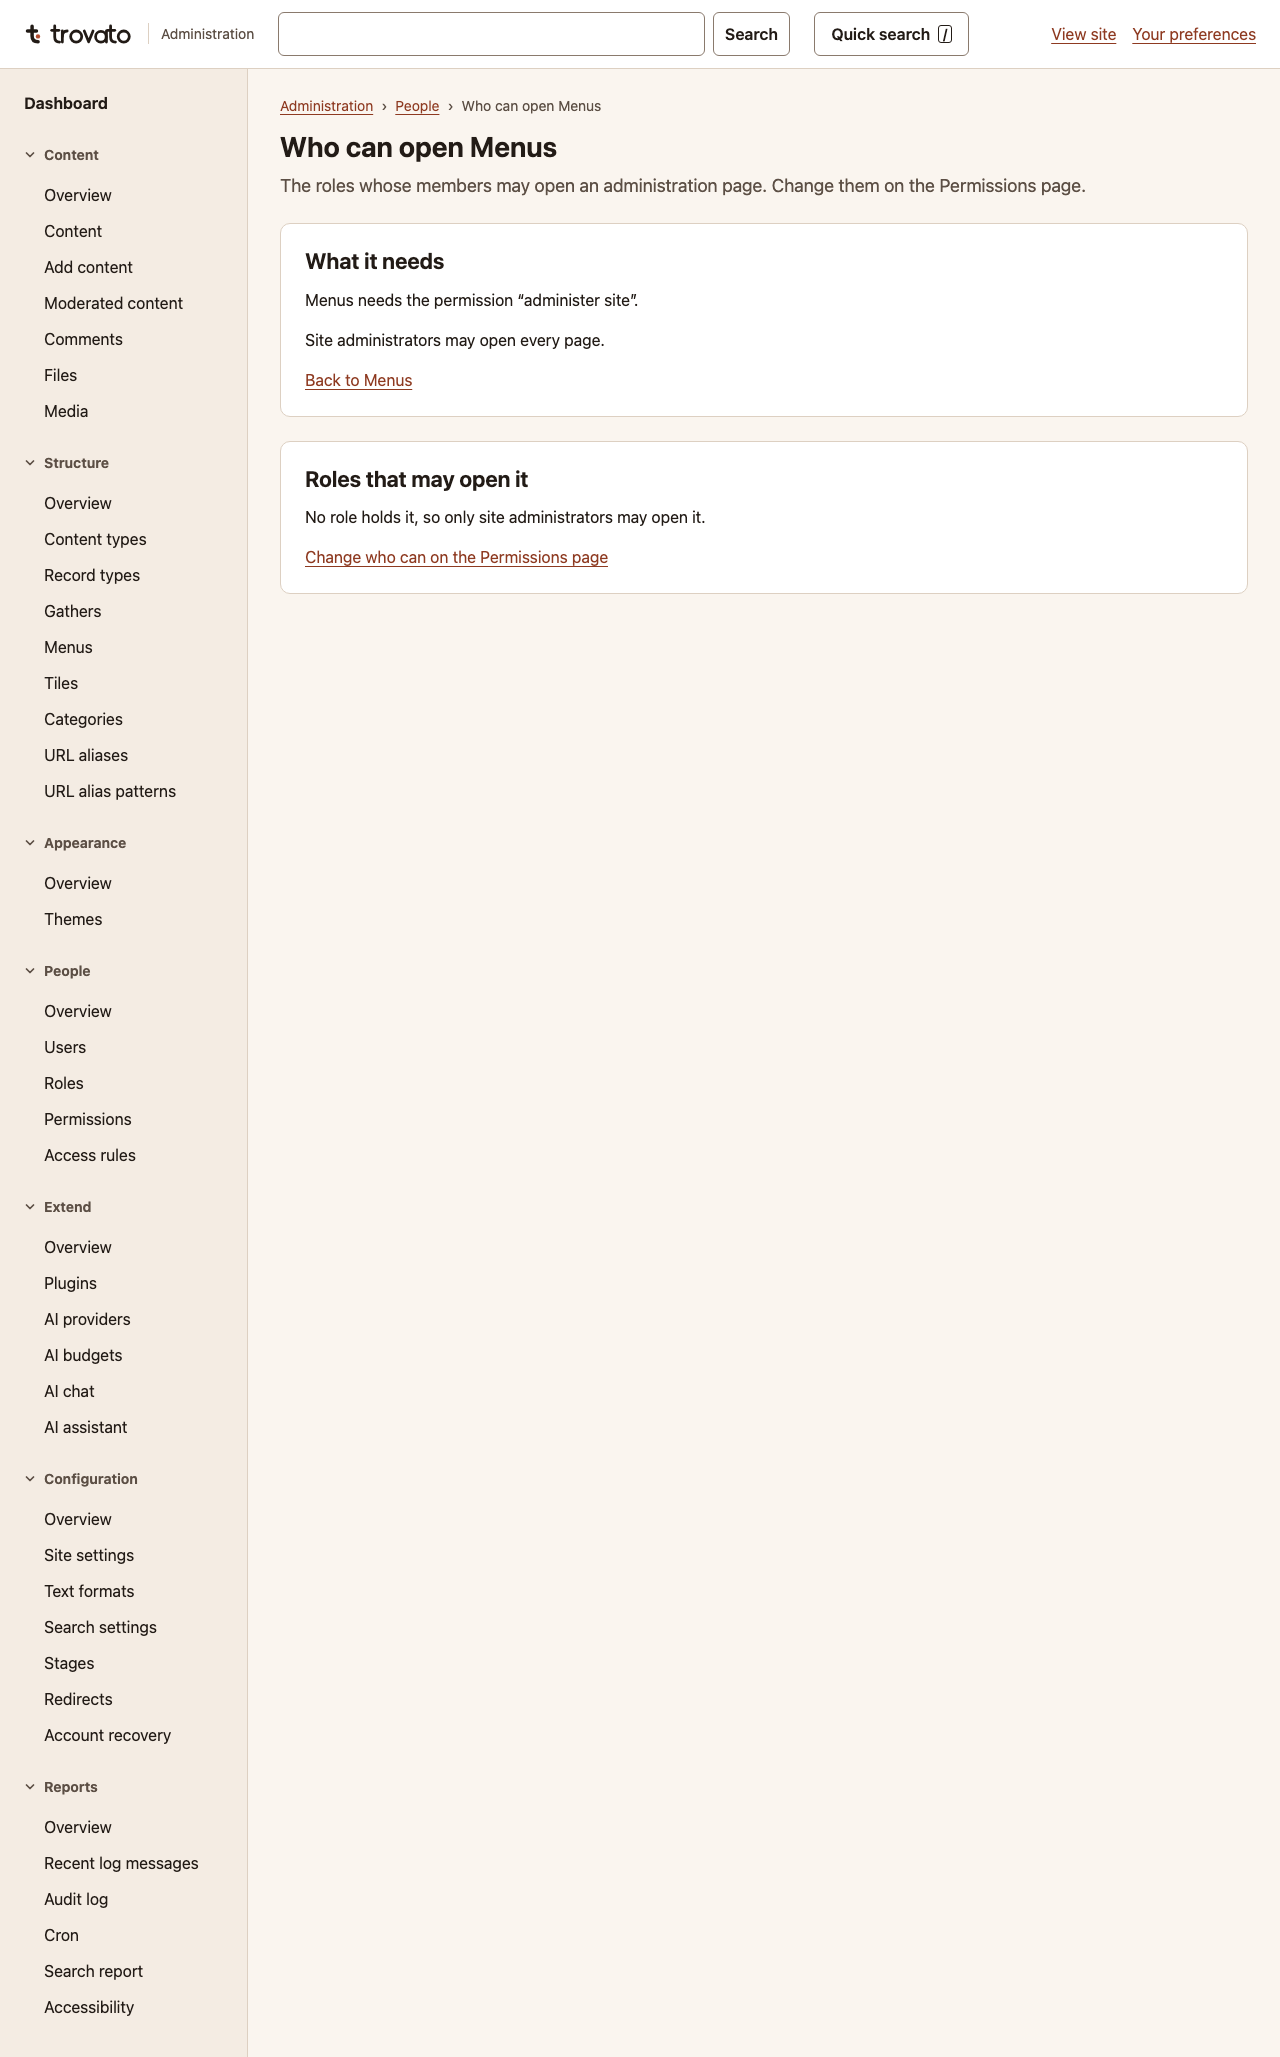 trovato
Administration
Search
Quick search /
View site
Your preferences
Dashboard
Content
Overview
Content
Add content
Moderated content
Comments
Files
Media
Structure
Overview
Content types
Record types
Gathers
Menus
Tiles
Categories
URL aliases
URL alias patterns
Appearance
Overview
Themes
People
Overview
Users
Roles
Permissions
Access rules
Extend
Overview
Plugins
AI providers
AI budgets
AI chat
AI assistant
Configuration
Overview
Site settings
Text formats
Search settings
Stages
Redirects
Account recovery
Reports
Overview
Recent log messages
Audit log
Cron
Search report
Accessibility
Administration › People › Who can open Menus
Who can open Menus
The roles whose members may open an administration page. Change them on the Permissions page.
What it needs
Menus needs the permission “administer site”.
Site administrators may open every page.
Back to Menus
Roles that may open it
No role holds it, so only site administrators may open it.
Change who can on the Permissions page